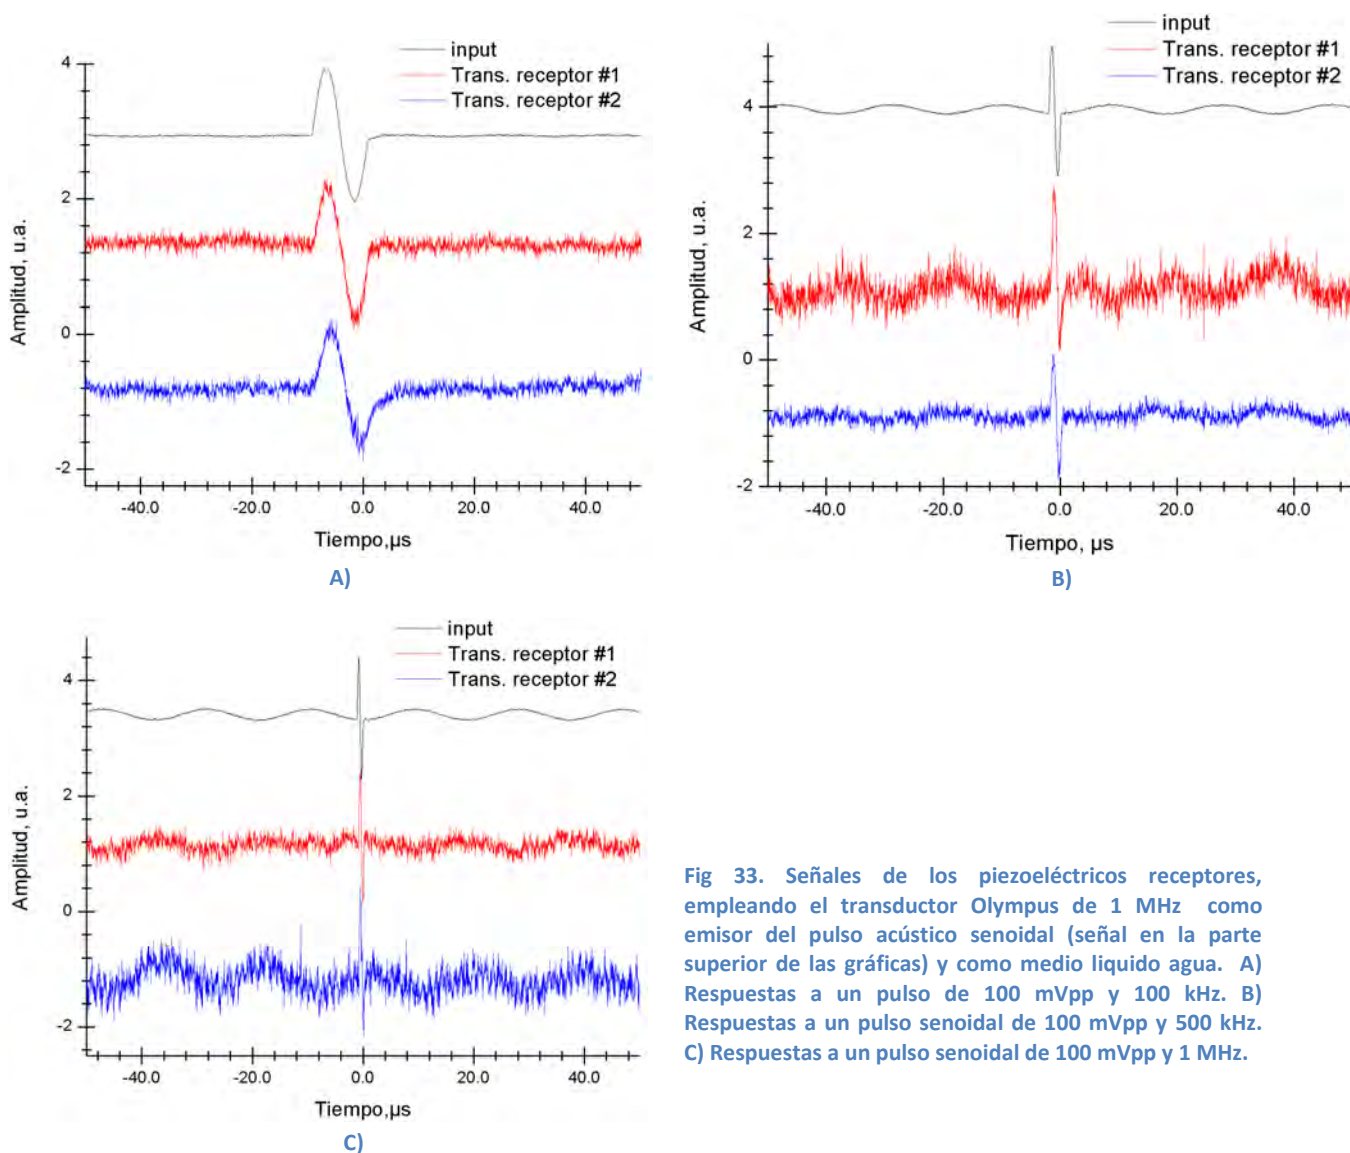 input
Trans. receptor #1
Trans. receptor #2
4
2
0
-2
Amplitud, u.a.
-40.0 -20.0 0.0 20.0 40.0
Tiempo,µs
A)
input
Trans. receptor #1
Trans. receptor #2
4
2
0
-2
Amplitud, u.a.
-40.0 -20.0 0.0 20.0 40.0
Tiempo, µs
B)
input
Trans. receptor #1
Trans. receptor #2
4
2
0
-2
Amplitud, u.a.
-40.0 -20.0 0.0 20.0 40.0
Tiempo,µs
C)
Fig 33. Señales de los piezoeléctricos receptores,
empleando el transductor Olympus de 1 MHz como
emisor del pulso acústico senoidal (señal en la parte
superior de las gráficas) y como medio liquido agua. A)
Respuestas a un pulso de 100 mVpp y 100 kHz. B)
Respuestas a un pulso senoidal de 100 mVpp y 500 kHz.
C) Respuestas a un pulso senoidal de 100 mVpp y 1 MHz.